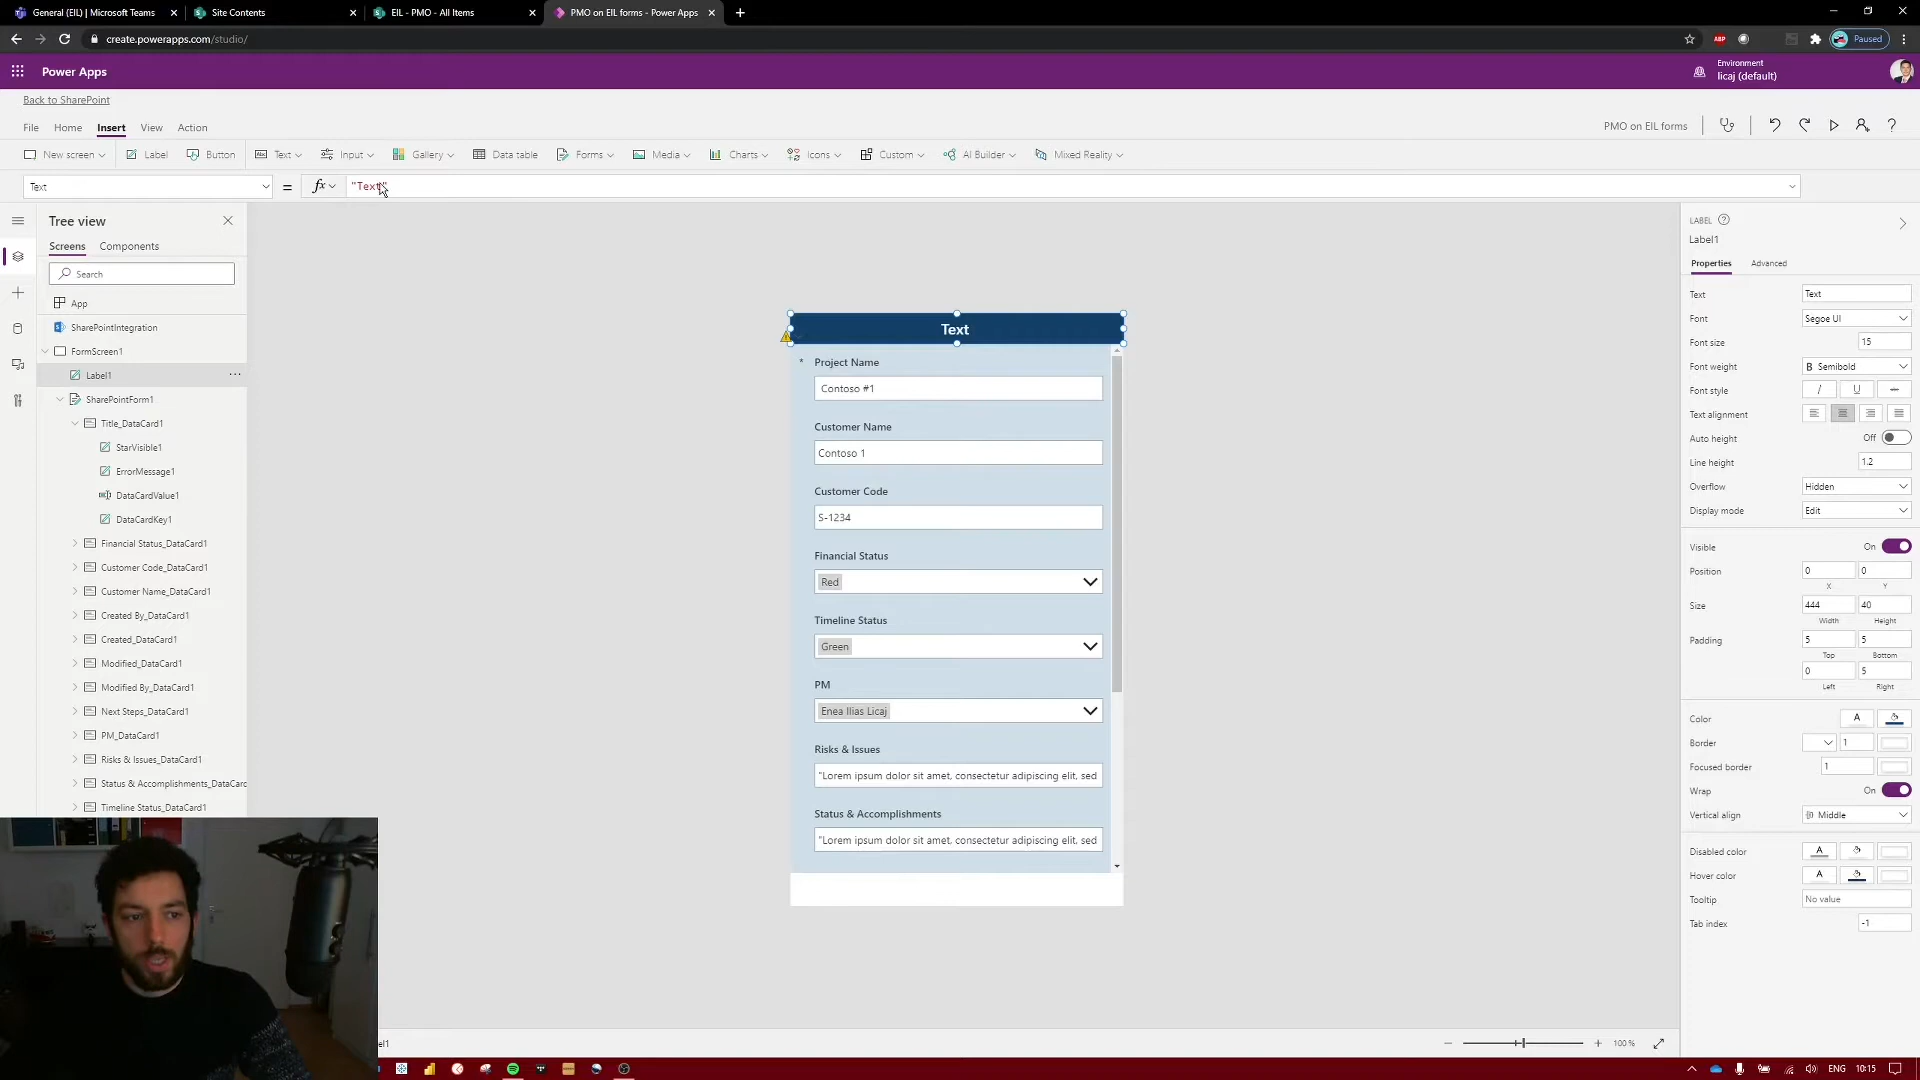 General (EIL) | Microsoft Teams
Site Contents
EIL - PMO - All Items
PMO on EIL forms - Power Apps
create.powerapps.com/studio/
ABP
Paused
Power Apps
Environment
licaj (default)
Back to SharePoint
File
Home
Insert
View
Action
PMO on EIL forms
New screen
Label
Button
Text
Input
Gallery
Data table
Forms
Media
Charts
Icons
Custom
AI Builder
Mixed Reality
Text
=
fx
"Text"
Tree view
Screens
Components
Search
App
SharePointIntegration
FormScreen1
Label1
SharePointForm1
Title_DataCard1
StarVisible1
ErrorMessage1
DataCardValue1
DataCardKey1
Financial Status_DataCard1
Customer Code_DataCard1
Customer Name_DataCard1
Created By_DataCard1
Created_DataCard1
Modified_DataCard1
Modified By_DataCard1
Next Steps_DataCard1
PM_DataCard1
Risks & Issues_DataCard1
Status & Accomplishments_DataCard
Timeline Status_DataCard1
Text
* Project Name
Contoso #1
Customer Name
Contoso 1
Customer Code
S-1234
Financial Status
Red
Timeline Status
Green
PM
Enea Ilias Licaj
Risks & Issues
"Lorem ipsum dolor sit amet, consectetur adipiscing elit, sed
Status & Accomplishments
"Lorem ipsum dolor sit amet, consectetur adipiscing elit, sed
LABEL
Label1
Properties
Advanced
Text Text
Font Segoe UI
Font size 15
Font weight B Semibold
Font style
Text alignment
Auto height Off
Line height 1.2
Overflow Hidden
Display mode Edit
Visible On
Position 0 0
X Y
Size 444 40
Width Height
Padding 5 5
Top Bottom
0 5
Left Right
Color
Border 1
Focused border 1
Wrap On
Vertical align Middle
Disabled color
Hover color
Tooltip No value
Tab index -1
el1
100 %
ENG 10:15